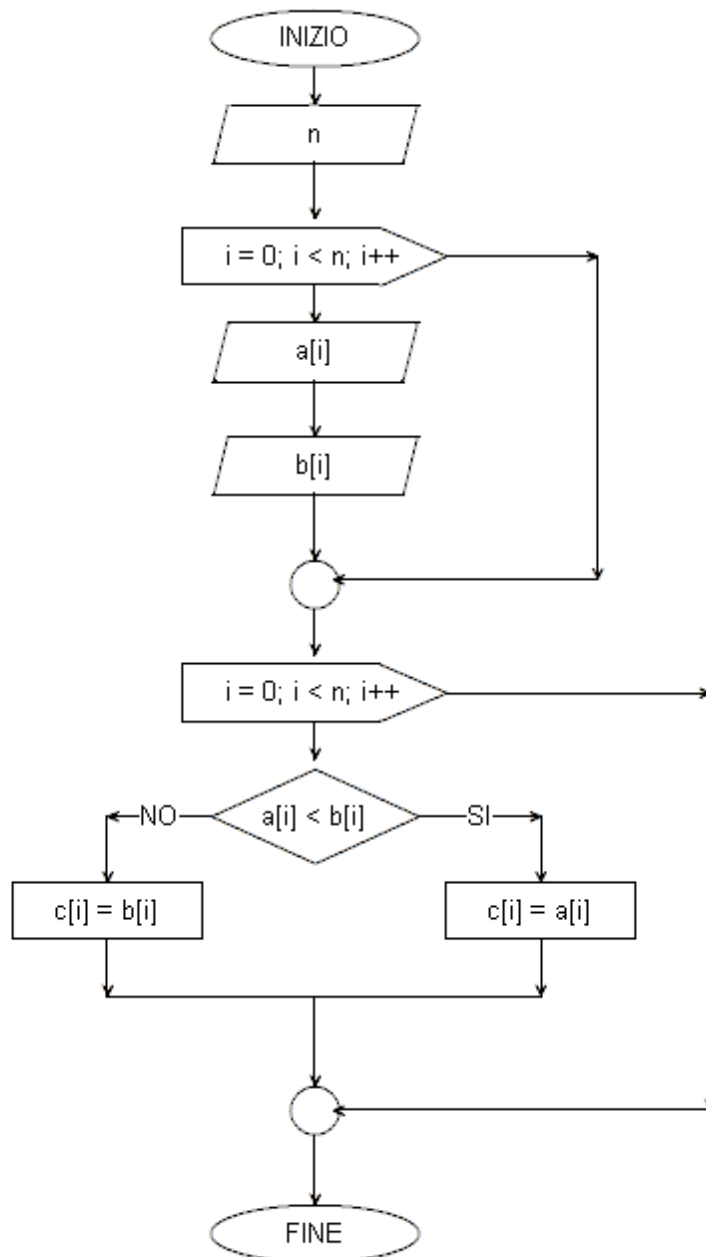 INIZIO
n
i = 0; i < n; i++
a[i]
b[i]
i = 0; i < n; i++
a[i] < b[i]
NO
SI
c[i] = b[i]
c[i] = a[i]
FINE